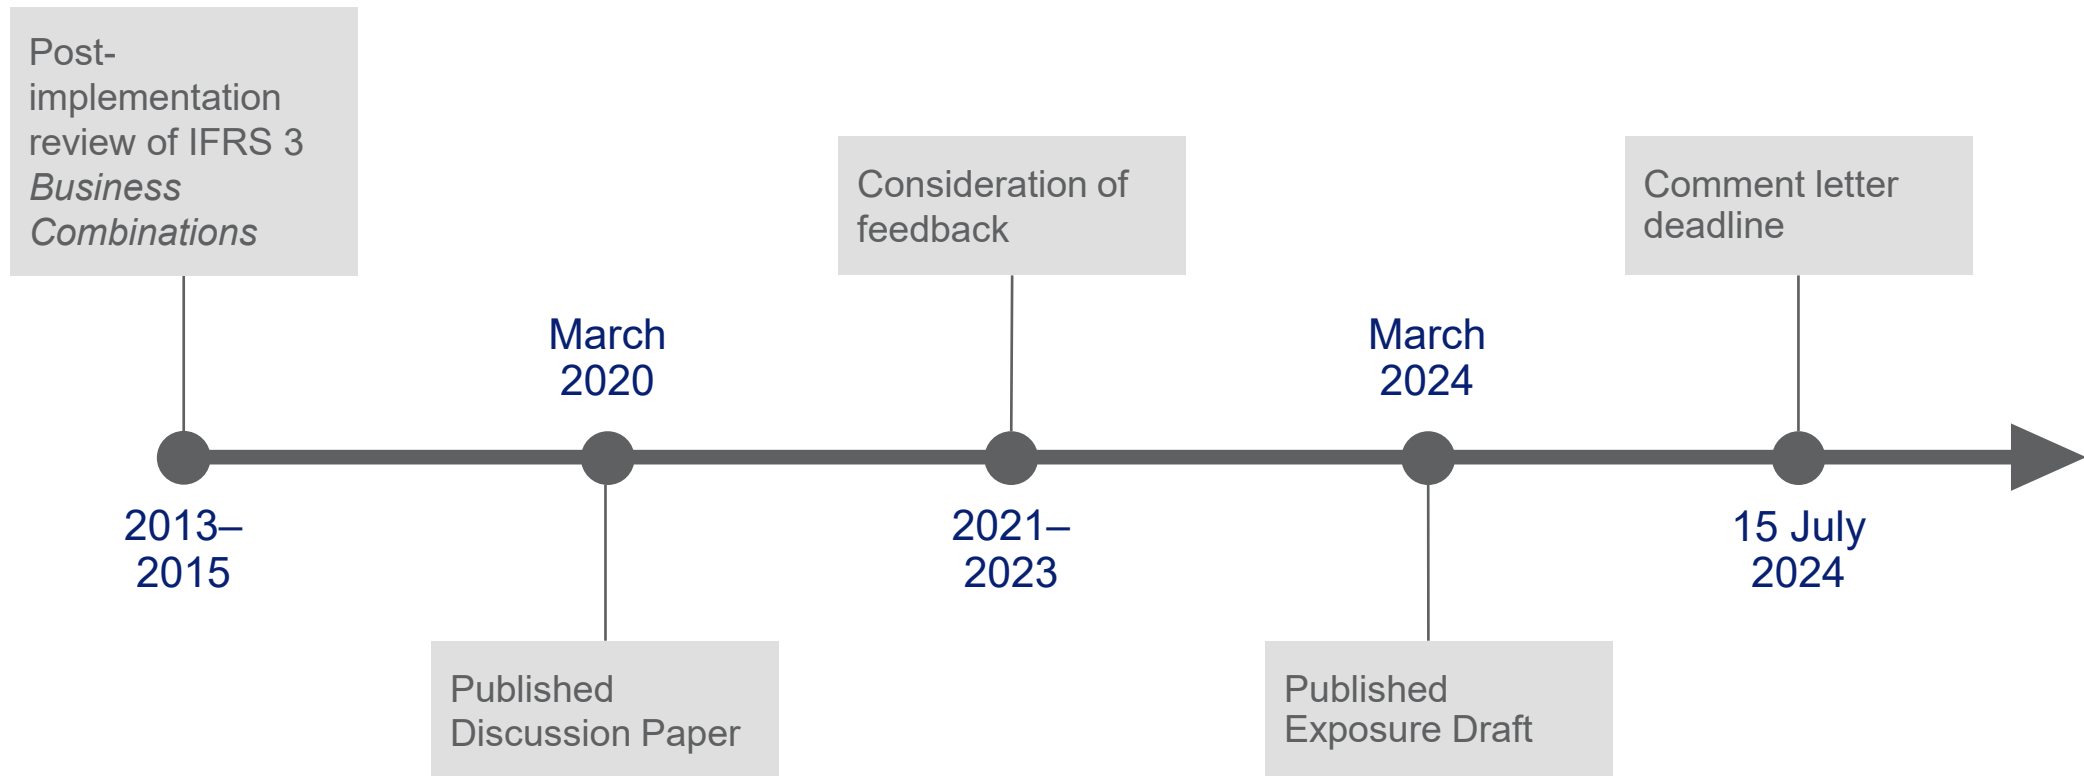 Post-
implementation
review of IFRS 3
Business
Combinations
2013–
2015
March
2020
Published
Discussion Paper
Consideration of
feedback
2021–
2023
March
2024
Published
Exposure Draft
Comment letter
deadline
15 July
2024